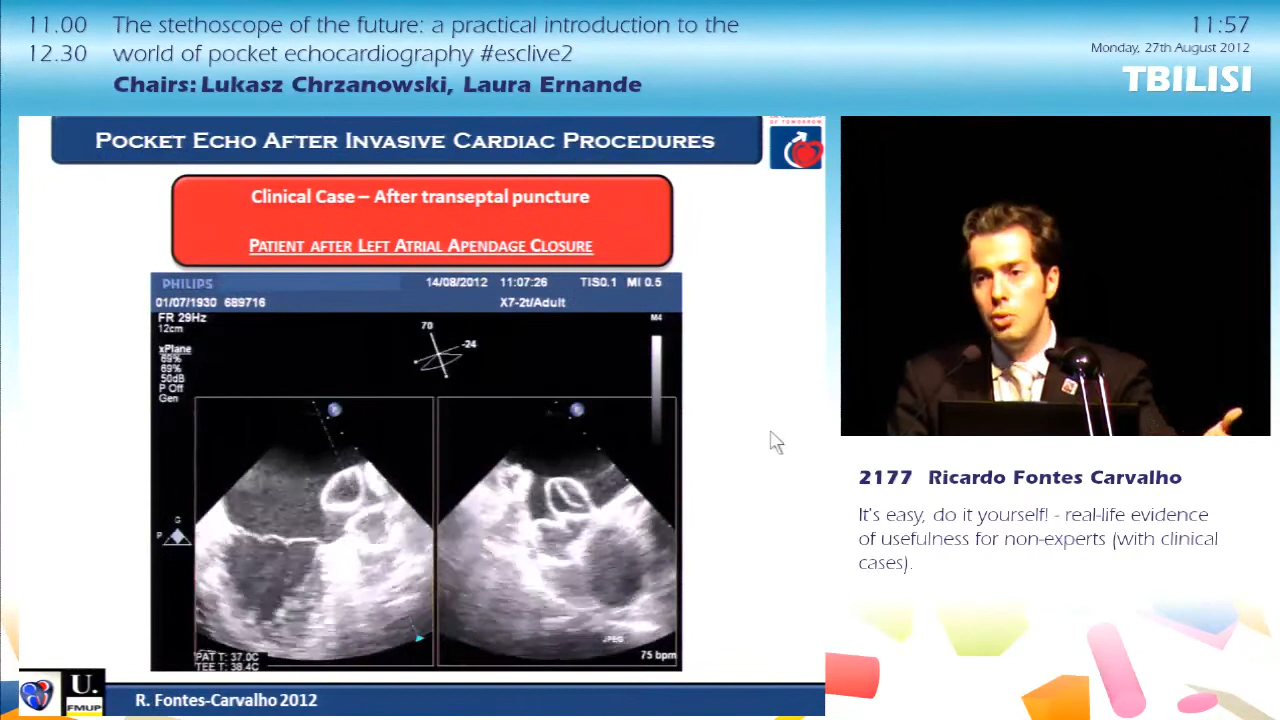 11.00 The stethoscope of the future: a practical introduction to the
12.30 world of pocket echocardiography #esclive2
Chairs: Lukasz Chrzanowski, Laura Ernande
11:57
Monday, 27th August 2012
TBILISI
POCKET ECHO AFTER INVASIVE CARDIAC PROCEDURES
OF TOMORROW
Clinical Case – After transeptal puncture
PATIENT AFTER LEFT ATRIAL APENDAGE CLOSURE
PHILIPS 14/08/2012 11:07:26 TIS0.1 MI 0.5
01/07/1930 689716 X7-2t/Adult
FR 29Hz
12cm
M4
70
-24
xPlane
69%
69%
50dB
P Off
Gen
G
P
JPEG
PAT T: 37.0C
TEE T: 38.4C
75 bpm
U.
FMUP
R. Fontes-Carvalho 2012
2177 Ricardo Fontes Carvalho
It's easy, do it yourself! - real-life evidence
of usefulness for non-experts (with clinical
cases).